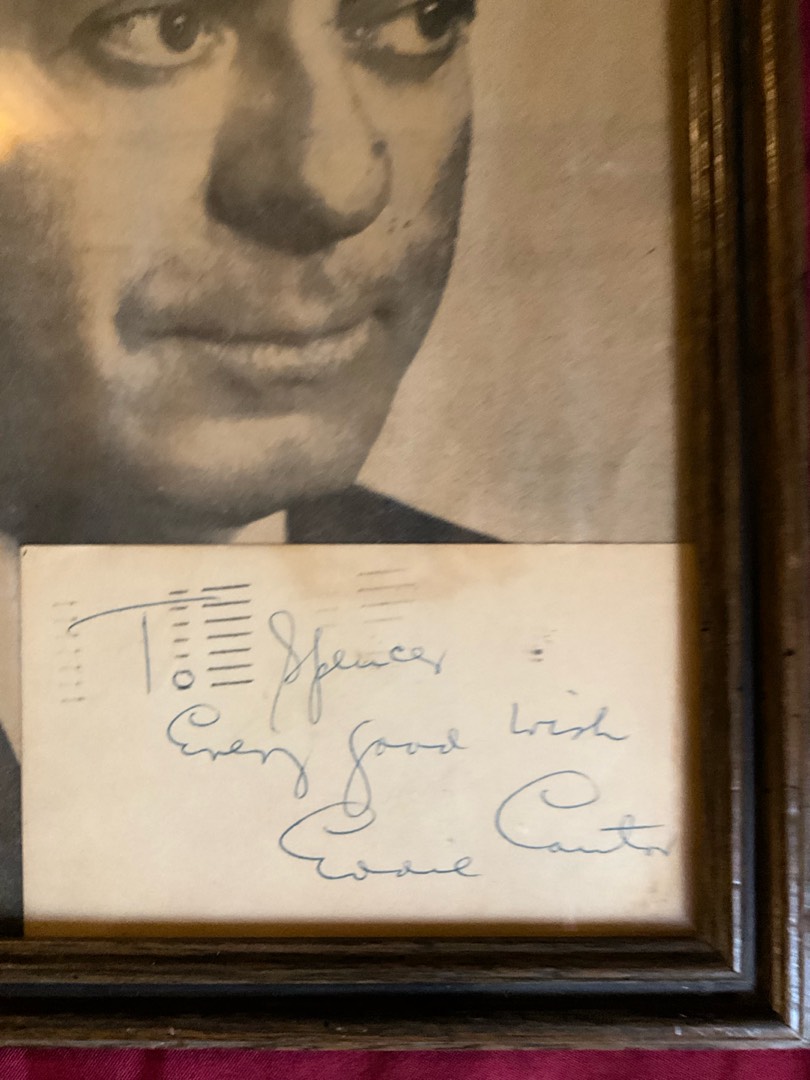 To Spencer
Every good wish
Eddie Cantor